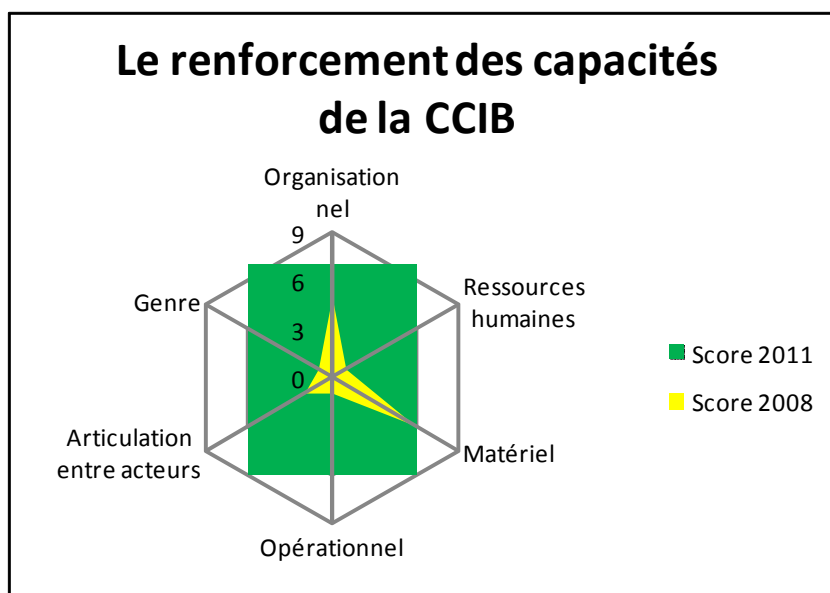 Le renforcement des capacités
de la CCIB
Organisation
nel
9
6
3
0
Ressources
humaines
Matériel
Opérationnel
Articulation
entre acteurs
Genre
Score 2011
Score 2008